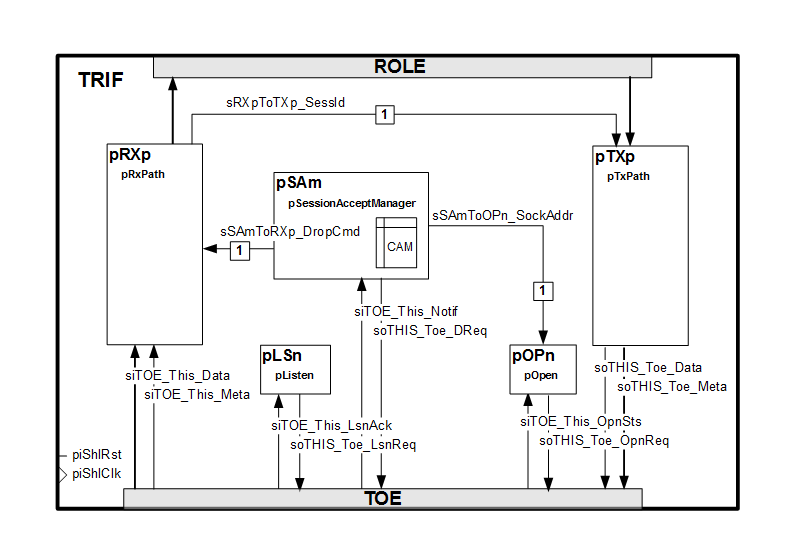 ROLE
TRIF
sRXpToTXp_SessId
1
pRXp
pRxPath
pTXp
pTxPath
pSAm
pSessionAcceptManager
sSAmToOPn_SockAddr
sSAmToRXp_DropCmd
1
CAM
1
siTOE_This_Notif
soTHIS_Toe_DReq
pLSn
pListen
pOPn
pOpen
siTOE_This_Data
siTOE_This_Meta
soTHIS_Toe_Data
soTHIS_Toe_Meta
siTOE_This_LsnAck
soTHIS_Toe_LsnReq
siTOE_This_OpnSts
soTHIS_Toe_OpnReq
piShlRst
piShlClk
TOE